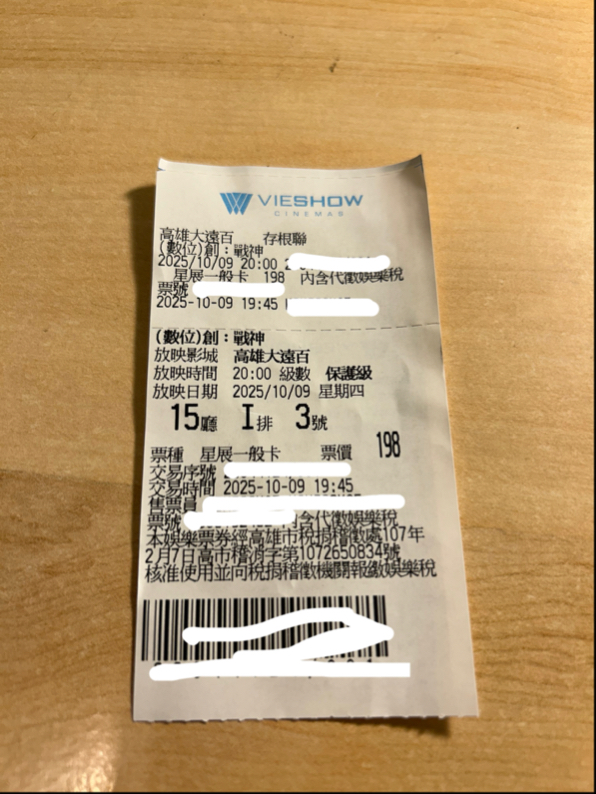 VIESHOW
CINEMAS
高雄大遠百 存根聯
(數位)創：戰神
2025/10/09 20:00
星展一般卡 198 內含代徵娛樂稅
票號
2025-10-09 19:45
(數位)創：戰神
放映影城 高雄大遠百
放映時間 20:00 級數 保護級
放映日期 2025/10/09 星期四
15廳 I排 3號
票種 星展一般卡 票價 198
交易序號
交易時間 2025-10-09 19:45
售票員
票號 內含代徵娛樂稅
本娛樂票券經高雄市稅捐稽徵處107年
2月7日高市稽消字第1072650834號
核准使用並向稅捐稽徵機關報繳娛樂稅